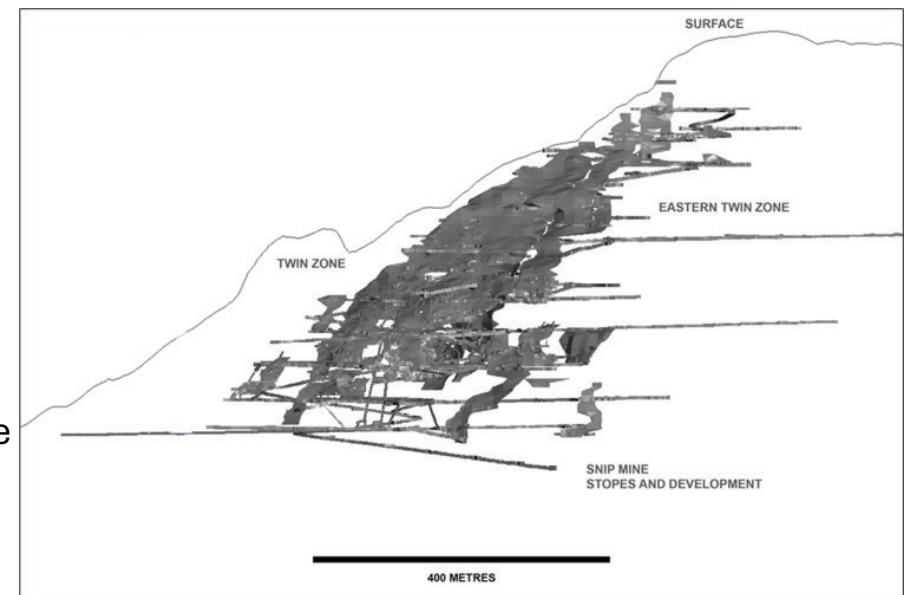 SURFACE
EASTERN TWIN ZONE
TWIN ZONE
e
SNIP MINE
STOPES AND DEVELOPMENT
400 METRES